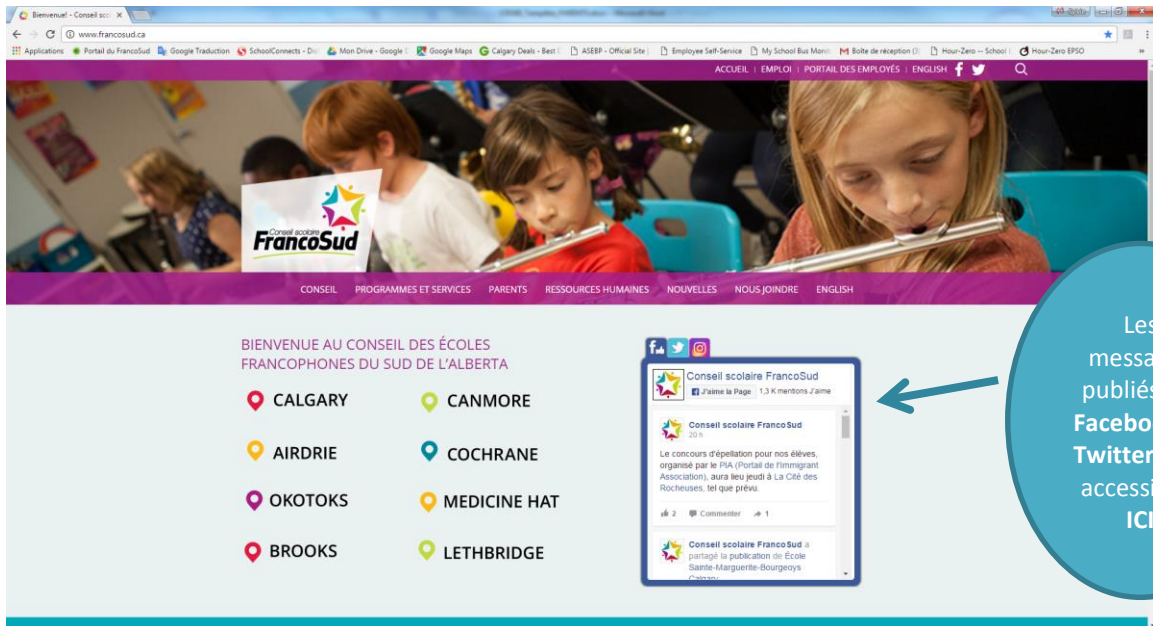 Bienvenue! - Conseil sco
www.francosud.ca
Applications Portail du FrancoSud Google Traduction SchoolConnects - Mon Drive - Google Google Maps Calgary Deals - Best ASEBP - Official Site Employee Self-Service My School Bus Boîte de réception Hour-Zero -- School Hour-Zero EPSO
ACCUEIL | EMPLOI | PORTAIL DES EMPLOYÉS | ENGLISH
Conseil scolaire
FrancoSud
CONSEIL PROGRAMMES ET SERVICES PARENTS RESSOURCES HUMAINES NOUVELLES NOUS JOINDRE ENGLISH
BIENVENUE AU CONSEIL DES ÉCOLES
FRANCOPHONES DU SUD DE L'ALBERTA
CALGARY
CANMORE
AIRDRIE
COCHRANE
OKOTOKS
MEDICINE HAT
BROOKS
LETHBRIDGE
Conseil scolaire FrancoSud
J'aime la Page 1,3 K mentions J'aime
Conseil scolaire FrancoSud
20 h
Le concours d'épellation pour nos élèves,
organisé par le PIA (Portail de l'Immigrant
Association), aura lieu jeudi à La Cité des
Rocheuses, tel que prévu.
2 Commenter 1
Conseil scolaire FrancoSud a
partagé la publication de École
Sainte-Marguerite-Bourgeoys
Calgary
Les
messa
publiés
Facebo
Twitter
accessi
ICI